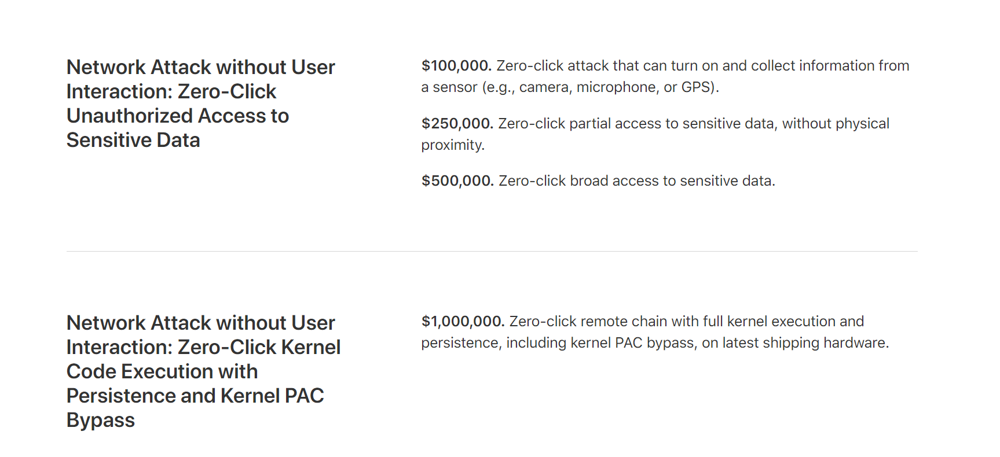 Network Attack without User
Interaction: Zero-Click
Unauthorized Access to
Sensitive Data
$100,000. Zero-click attack that can turn on and collect information from
a sensor (e.g., camera, microphone, or GPS).
$250,000. Zero-click partial access to sensitive data, without physical
proximity.
$500,000. Zero-click broad access to sensitive data.
Network Attack without User
Interaction: Zero-Click Kernel
Code Execution with
Persistence and Kernel PAC
Bypass
$1,000,000. Zero-click remote chain with full kernel execution and
persistence, including kernel PAC bypass, on latest shipping hardware.